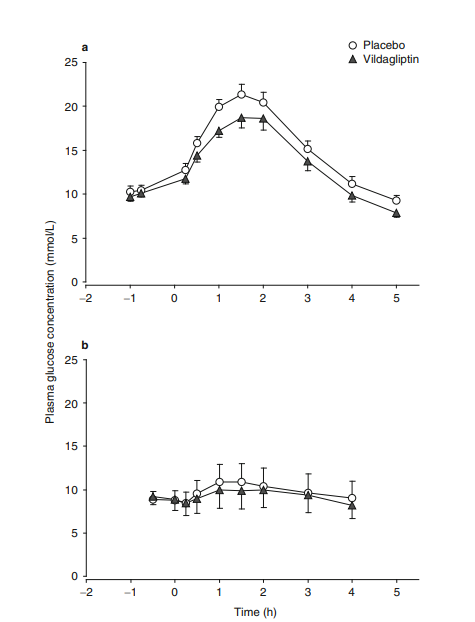 a
Placebo
Vildagliptin
25
20
15
10
5
0
−2 −1 0 1 2 3 4 5
Plasma glucose concentration (mmol/L)
b
25
20
15
10
5
0
−2 −1 0 1 2 3 4 5
Time (h)